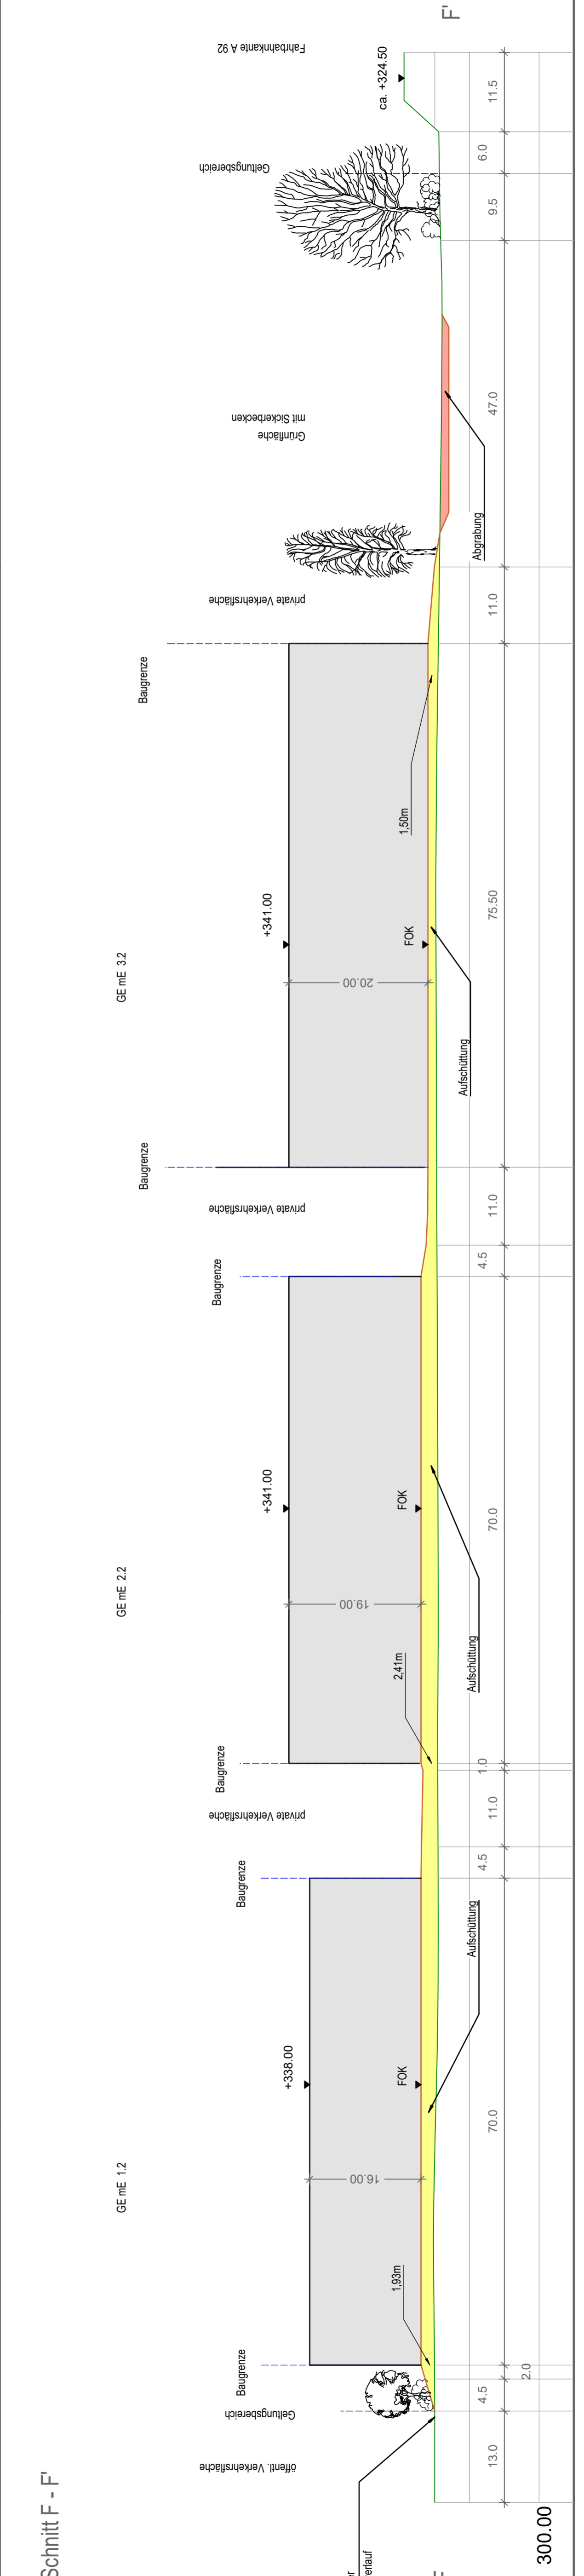 Schnitt F - F'
GE mE 1.2
GE mE 2.2
GE mE 3.2
öffentl. Verkehrsfläche
Geltungsbereich
Baugrenze
Baugrenze
private Verkehrsfläche
Baugrenze
Baugrenze
private Verkehrsfläche
Baugrenze
Baugrenze
private Verkehrsfläche
Grünfläche
mit Sickerbecken
Geltungsbereich
Fahrbahnkante A 92
+338.00
+341.00
+341.00
ca. +324.50
16.00
19.00
20.00
1,93m
FOK
2,41m
FOK
FOK
1,50m
erlauf
F'
Aufschüttung
Aufschüttung
Aufschüttung
Abgrabung
13.0
4.5
2.0
70.0
4.5
11.0
1.0
70.0
4.5
11.0
75.50
11.0
47.0
9.5
6.0
11.5
300.00